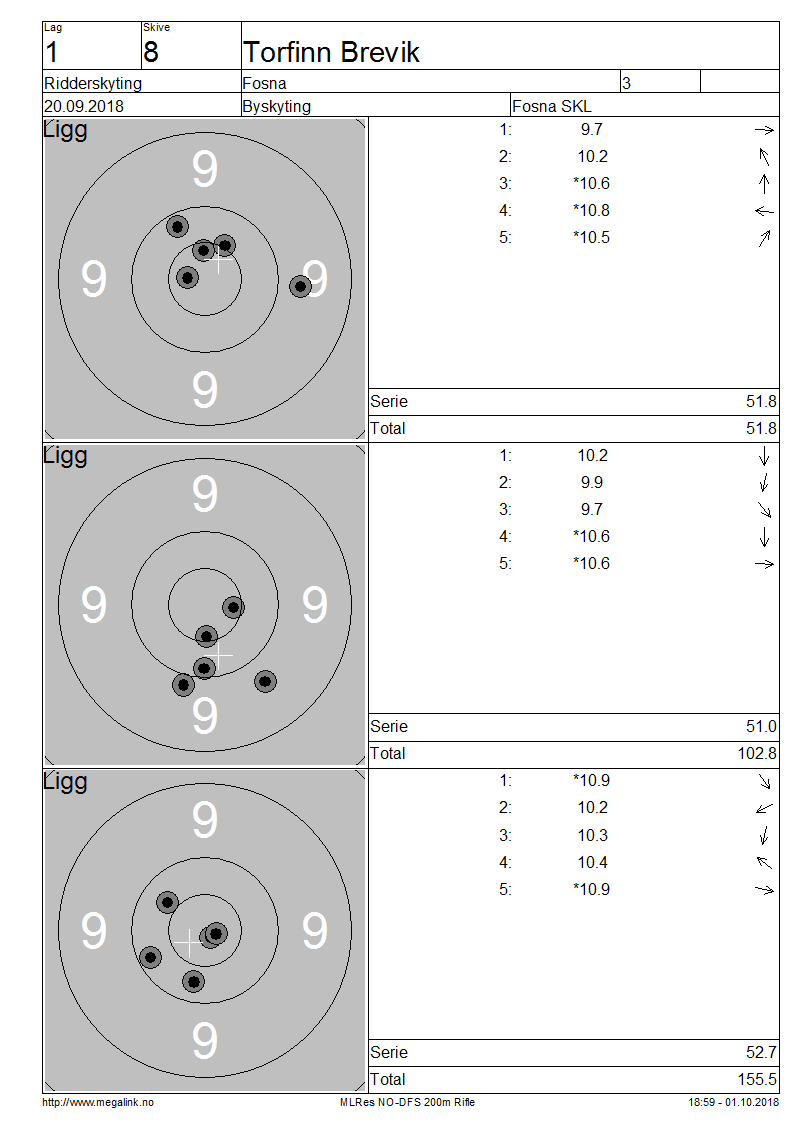 Lag Skive
1 8 Torfinn Brevik
Ridderskyting Fosna 3
20.09.2018 Byskyting Fosna SKL
Ligg
9
9 9
9
1: 9.7
2: 10.2
3: *10.6
4: *10.8
5: *10.5
Serie 51.8
Total 51.8
Ligg
9
9 9
9
1: 10.2
2: 9.9
3: 9.7
4: *10.6
5: *10.6
Serie 51.0
Total 102.8
Ligg
9
9 9
9
1: *10.9
2: 10.2
3: 10.3
4: 10.4
5: *10.9
Serie 52.7
Total 155.5
http://www.megalink.no MLRes NO-DFS 200m Rifle 18:59 - 01.10.2018